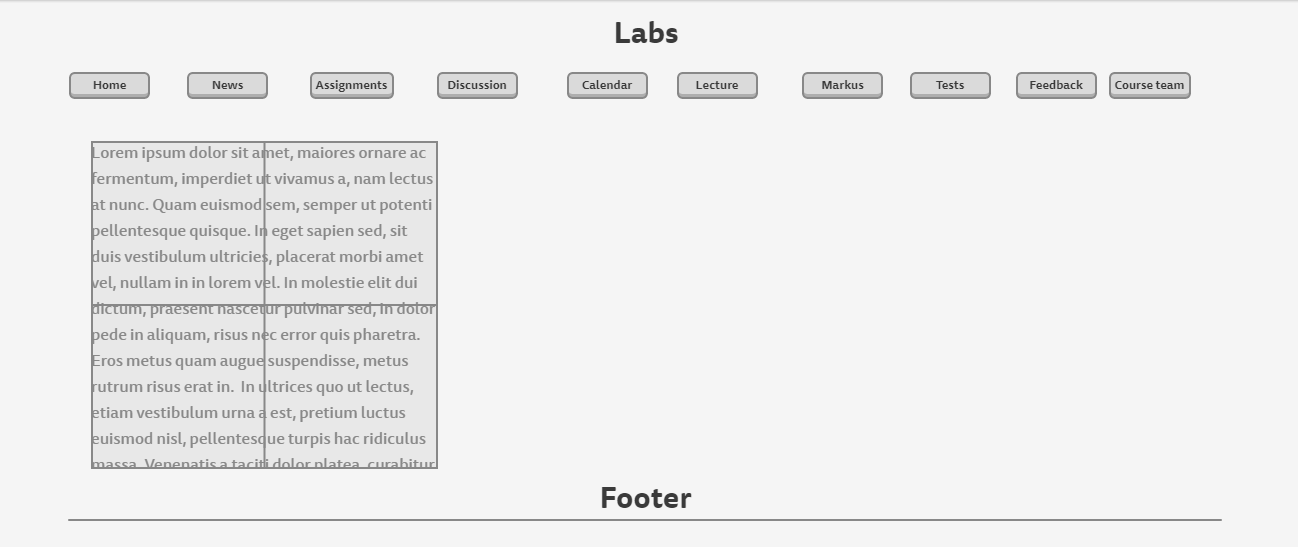 Labs
Home News Assignments Discussion Calendar Lecture Markus Tests Feedback Course team
Lorem ipsum dolor sit amet, maiores ornare ac
fermentum, imperdiet ut vivamus a, nam lectus
at nunc. Quam euismod sem, semper ut potenti
pellentesque quisque. In eget sapien sed, sit
duis vestibulum ultricies, placerat morbi amet
vel, nullam in in lorem vel. In molestie elit dui
dictum, praesent nascetur pulvinar sed, in dolor
pede in aliquam, risus nec error quis pharetra.
Eros metus quam augue suspendisse, metus
rutrum risus erat in.  In ultrices quo ut lectus,
etiam vestibulum urna a est, pretium luctus
euismod nisl, pellentesque turpis hac ridiculus
massa. Venenatis a taciti dolor platea, curabitur
Footer